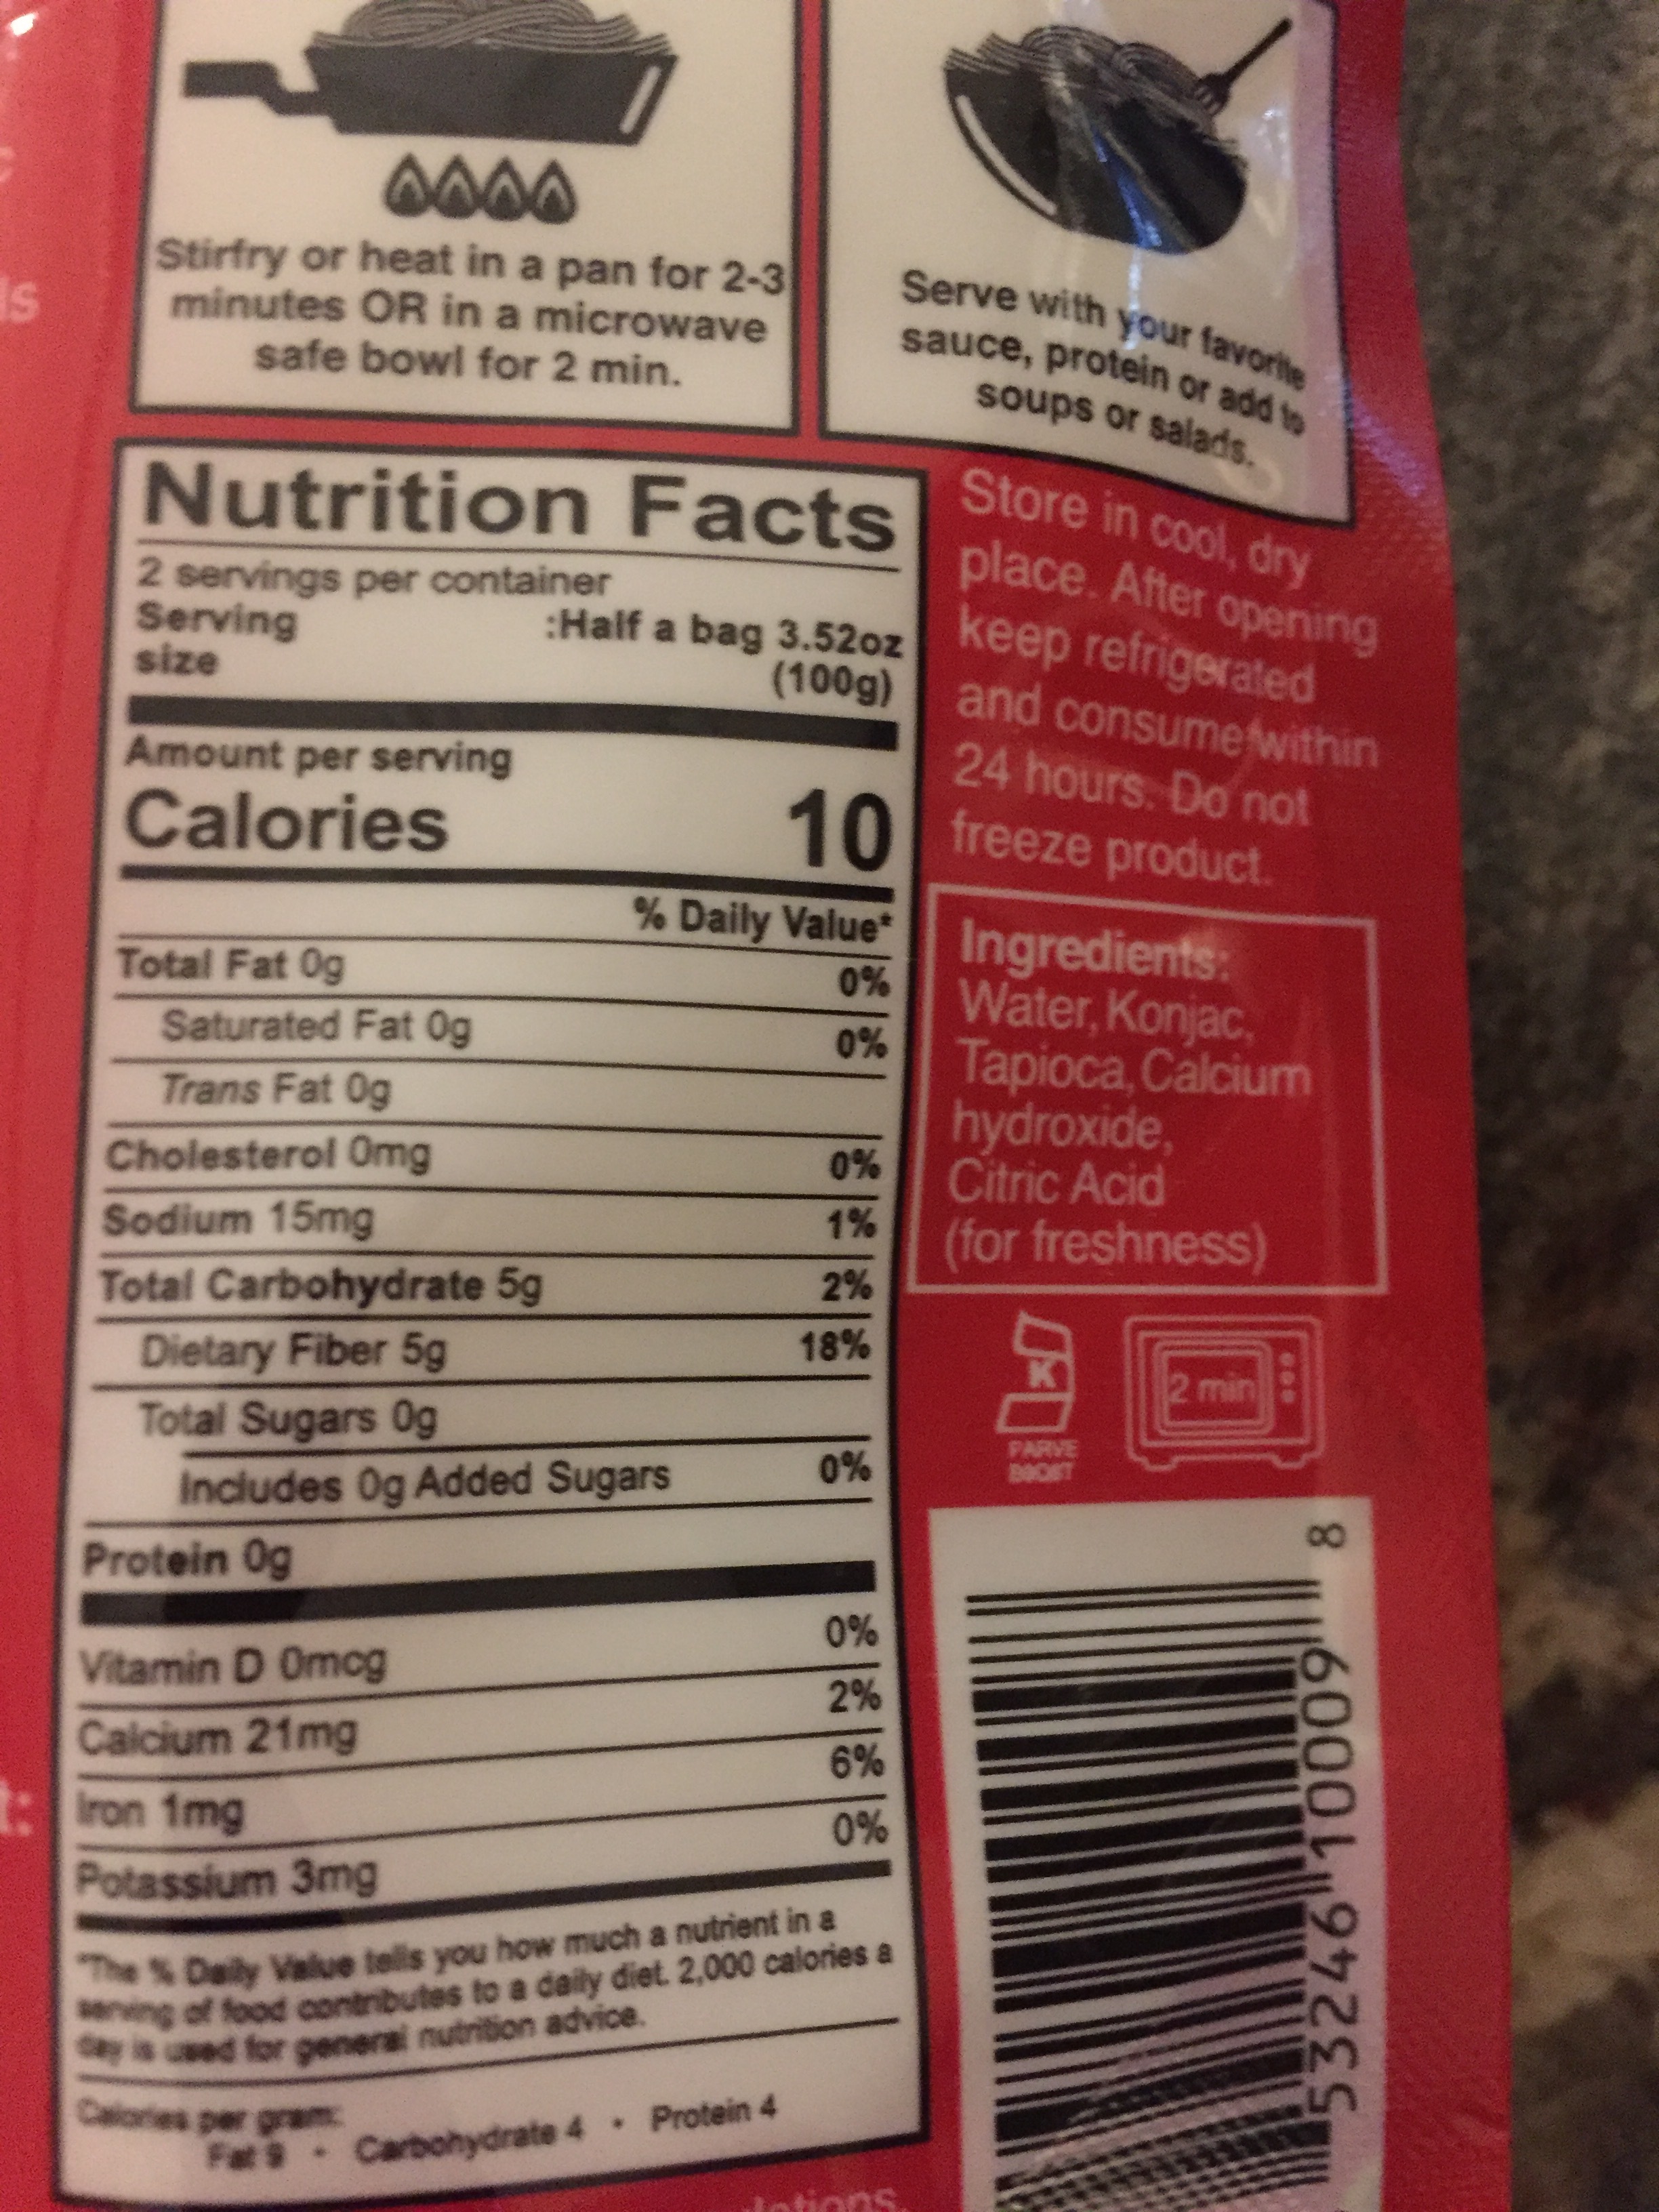 Stirfry or heat in a pan for 2-3
minutes OR in a microwave
safe bowl for 2 min.
Serve with your favorite
sauce, protein or add to
soups or salads.
Nutrition Facts
2 servings per container
Serving :Half a bag 3.52oz
size (100g)
Amount per serving
Calories 10
% Daily Value*
Total Fat 0g 0%
Saturated Fat 0g 0%
Trans Fat 0g
Cholesterol 0mg 0%
Sodium 15mg 1%
Total Carbohydrate 5g 2%
Dietary Fiber 5g 18%
Total Sugars 0g
Includes 0g Added Sugars 0%
Protein 0g
Vitamin D 0mcg 0%
Calcium 21mg 2%
Iron 1mg 6%
Potassium 3mg 0%
*The % Daily Value tells you how much a nutrient in a
serving of food contributes to a daily diet. 2,000 calories a
day is used for general nutrition advice.
Calories per gram:
Fat 9 • Carbohydrate 4 • Protein 4
Store in cool, dry
place. After opening
keep refrigerated
and consume within
24 hours. Do not
freeze product.
Ingredients:
Water, Konjac,
Tapioca, Calcium
hydroxide,
Citric Acid
(for freshness)
K
PARVE
2 min
53246 10009 8